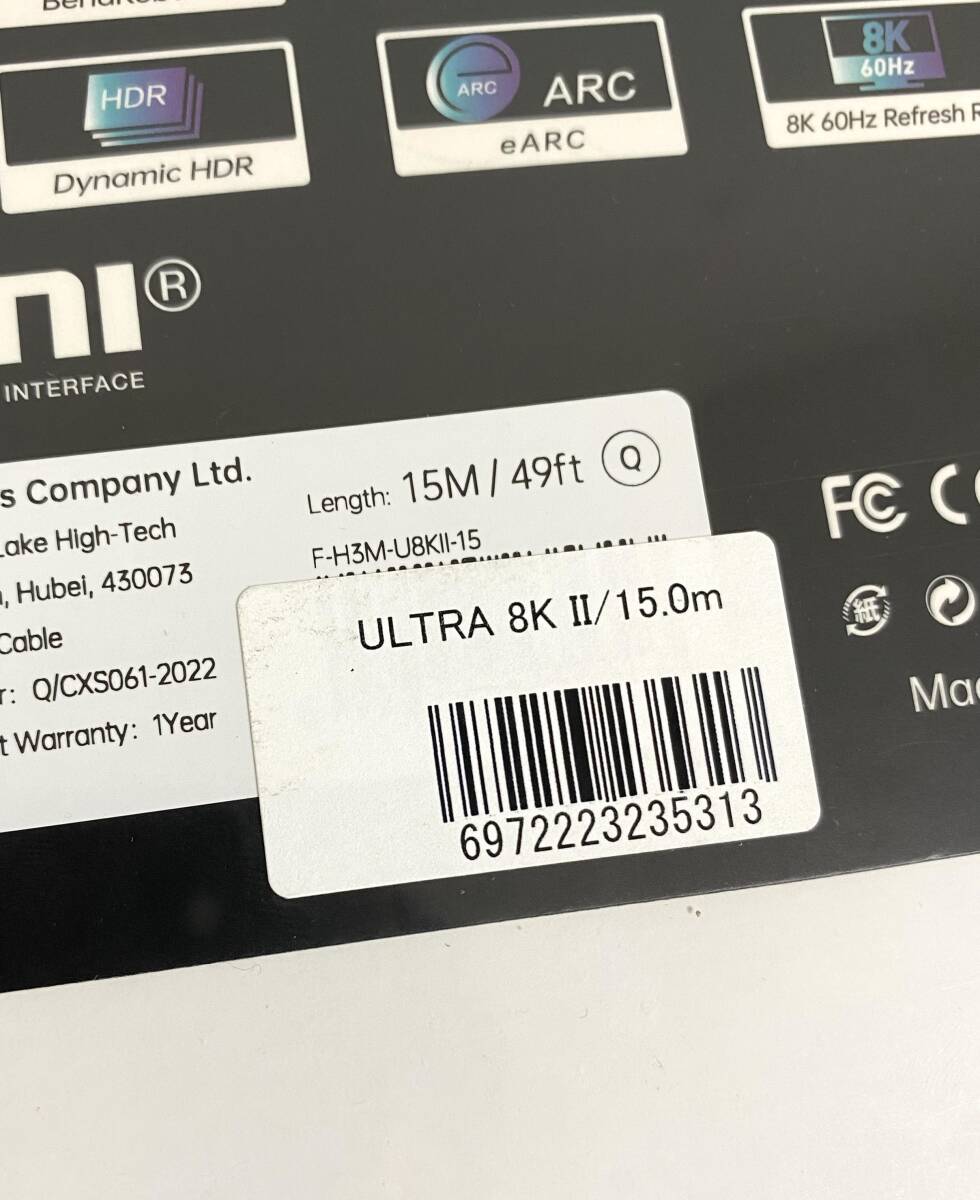 HDR
Dynamic HDR
ARC
ARC
eARC
8K
60Hz
8K 60Hz Refresh
®
INTERFACE
s Company Ltd.
Lake High-Tech
, Hubei, 430073
Cable
r: Q/CXS061-2022
t Warranty: 1Year
Length: 15M / 49ft Q
F-H3M-U8KII-15
ULTRA 8K II/15.0m
6972223235313
FC
紙